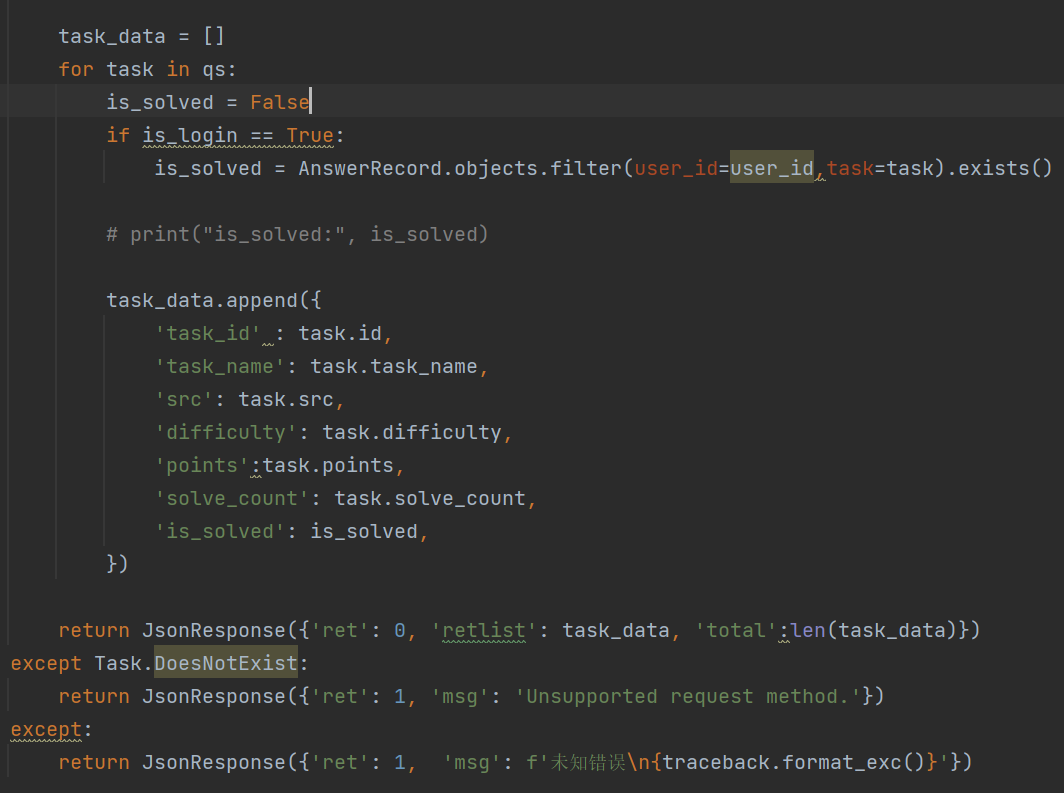 task_data = []
for task in qs:
is_solved = False
if is_login == True:
is_solved = AnswerRecord.objects.filter(user_id=user_id,task=task).exists()
# print("is_solved:", is_solved)
task_data.append({
'task_id' : task.id,
'task_name': task.task_name,
'src': task.src,
'difficulty': task.difficulty,
'points':task.points,
'solve_count': task.solve_count,
'is_solved': is_solved,
})
return JsonResponse({'ret': 0, 'retlist': task_data, 'total':len(task_data)})
except Task.DoesNotExist:
return JsonResponse({'ret': 1, 'msg': 'Unsupported request method.'})
except:
return JsonResponse({'ret': 1,  'msg': f'未知错误\n{traceback.format_exc()}'})